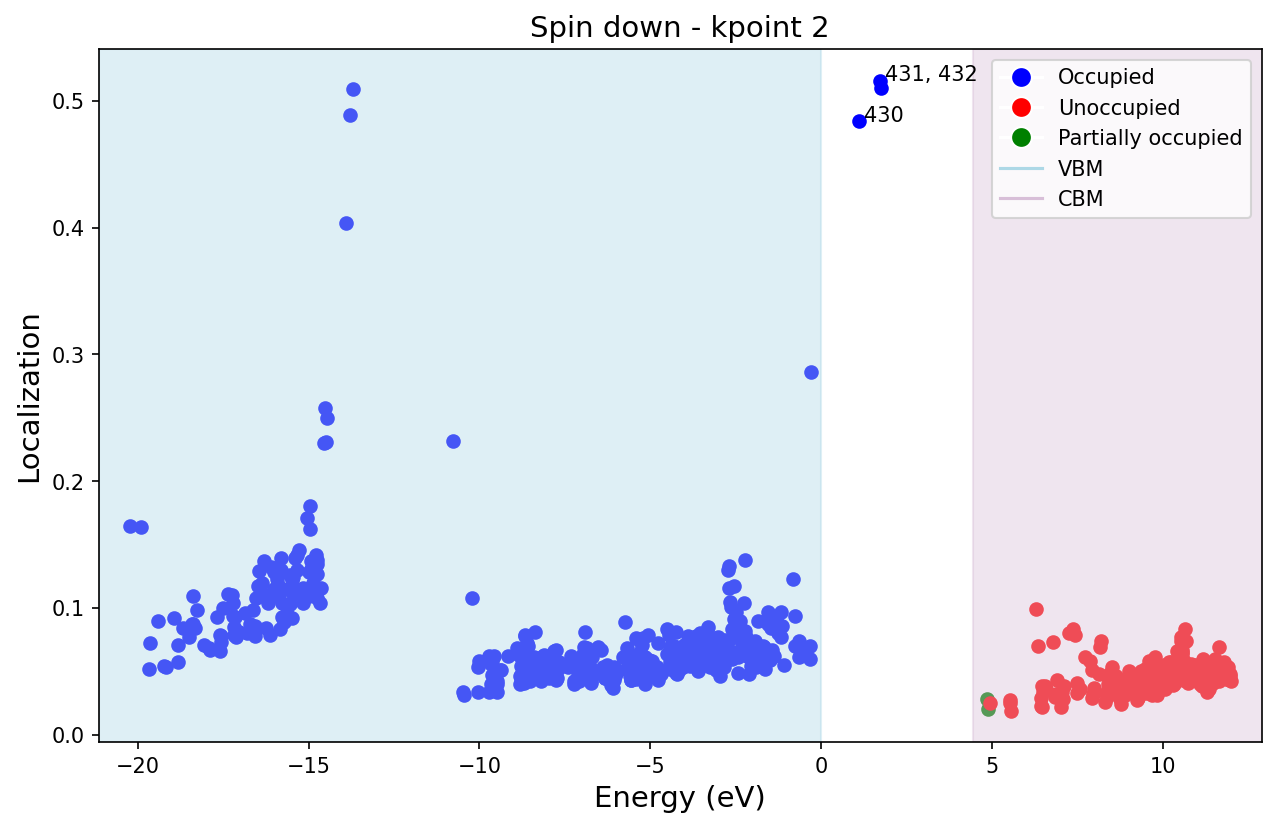 Spin down - kpoint 2
Localization
0.5
0.4
0.3
0.2
0.1
0.0
431, 432
430
Occupied
Unoccupied
Partially occupied
VBM
CBM
−20
−15
−10
−5
0
5
10
Energy (eV)